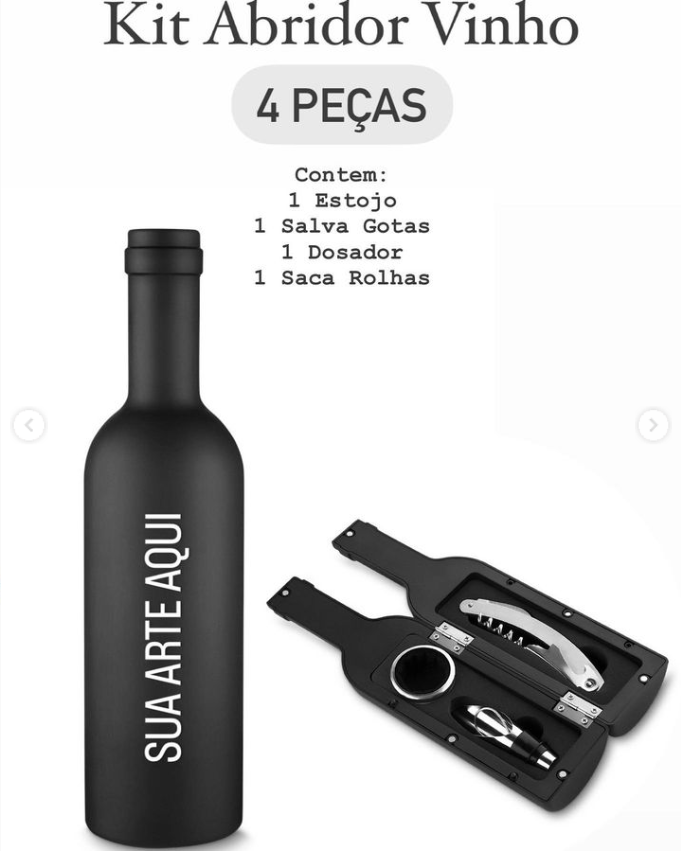 Kit Abridor Vinho
4 PEÇAS
Contem:
1 Estojo
1 Salva Gotas
1 Dosador
1 Saca Rolhas
SUA ARTE AQUI